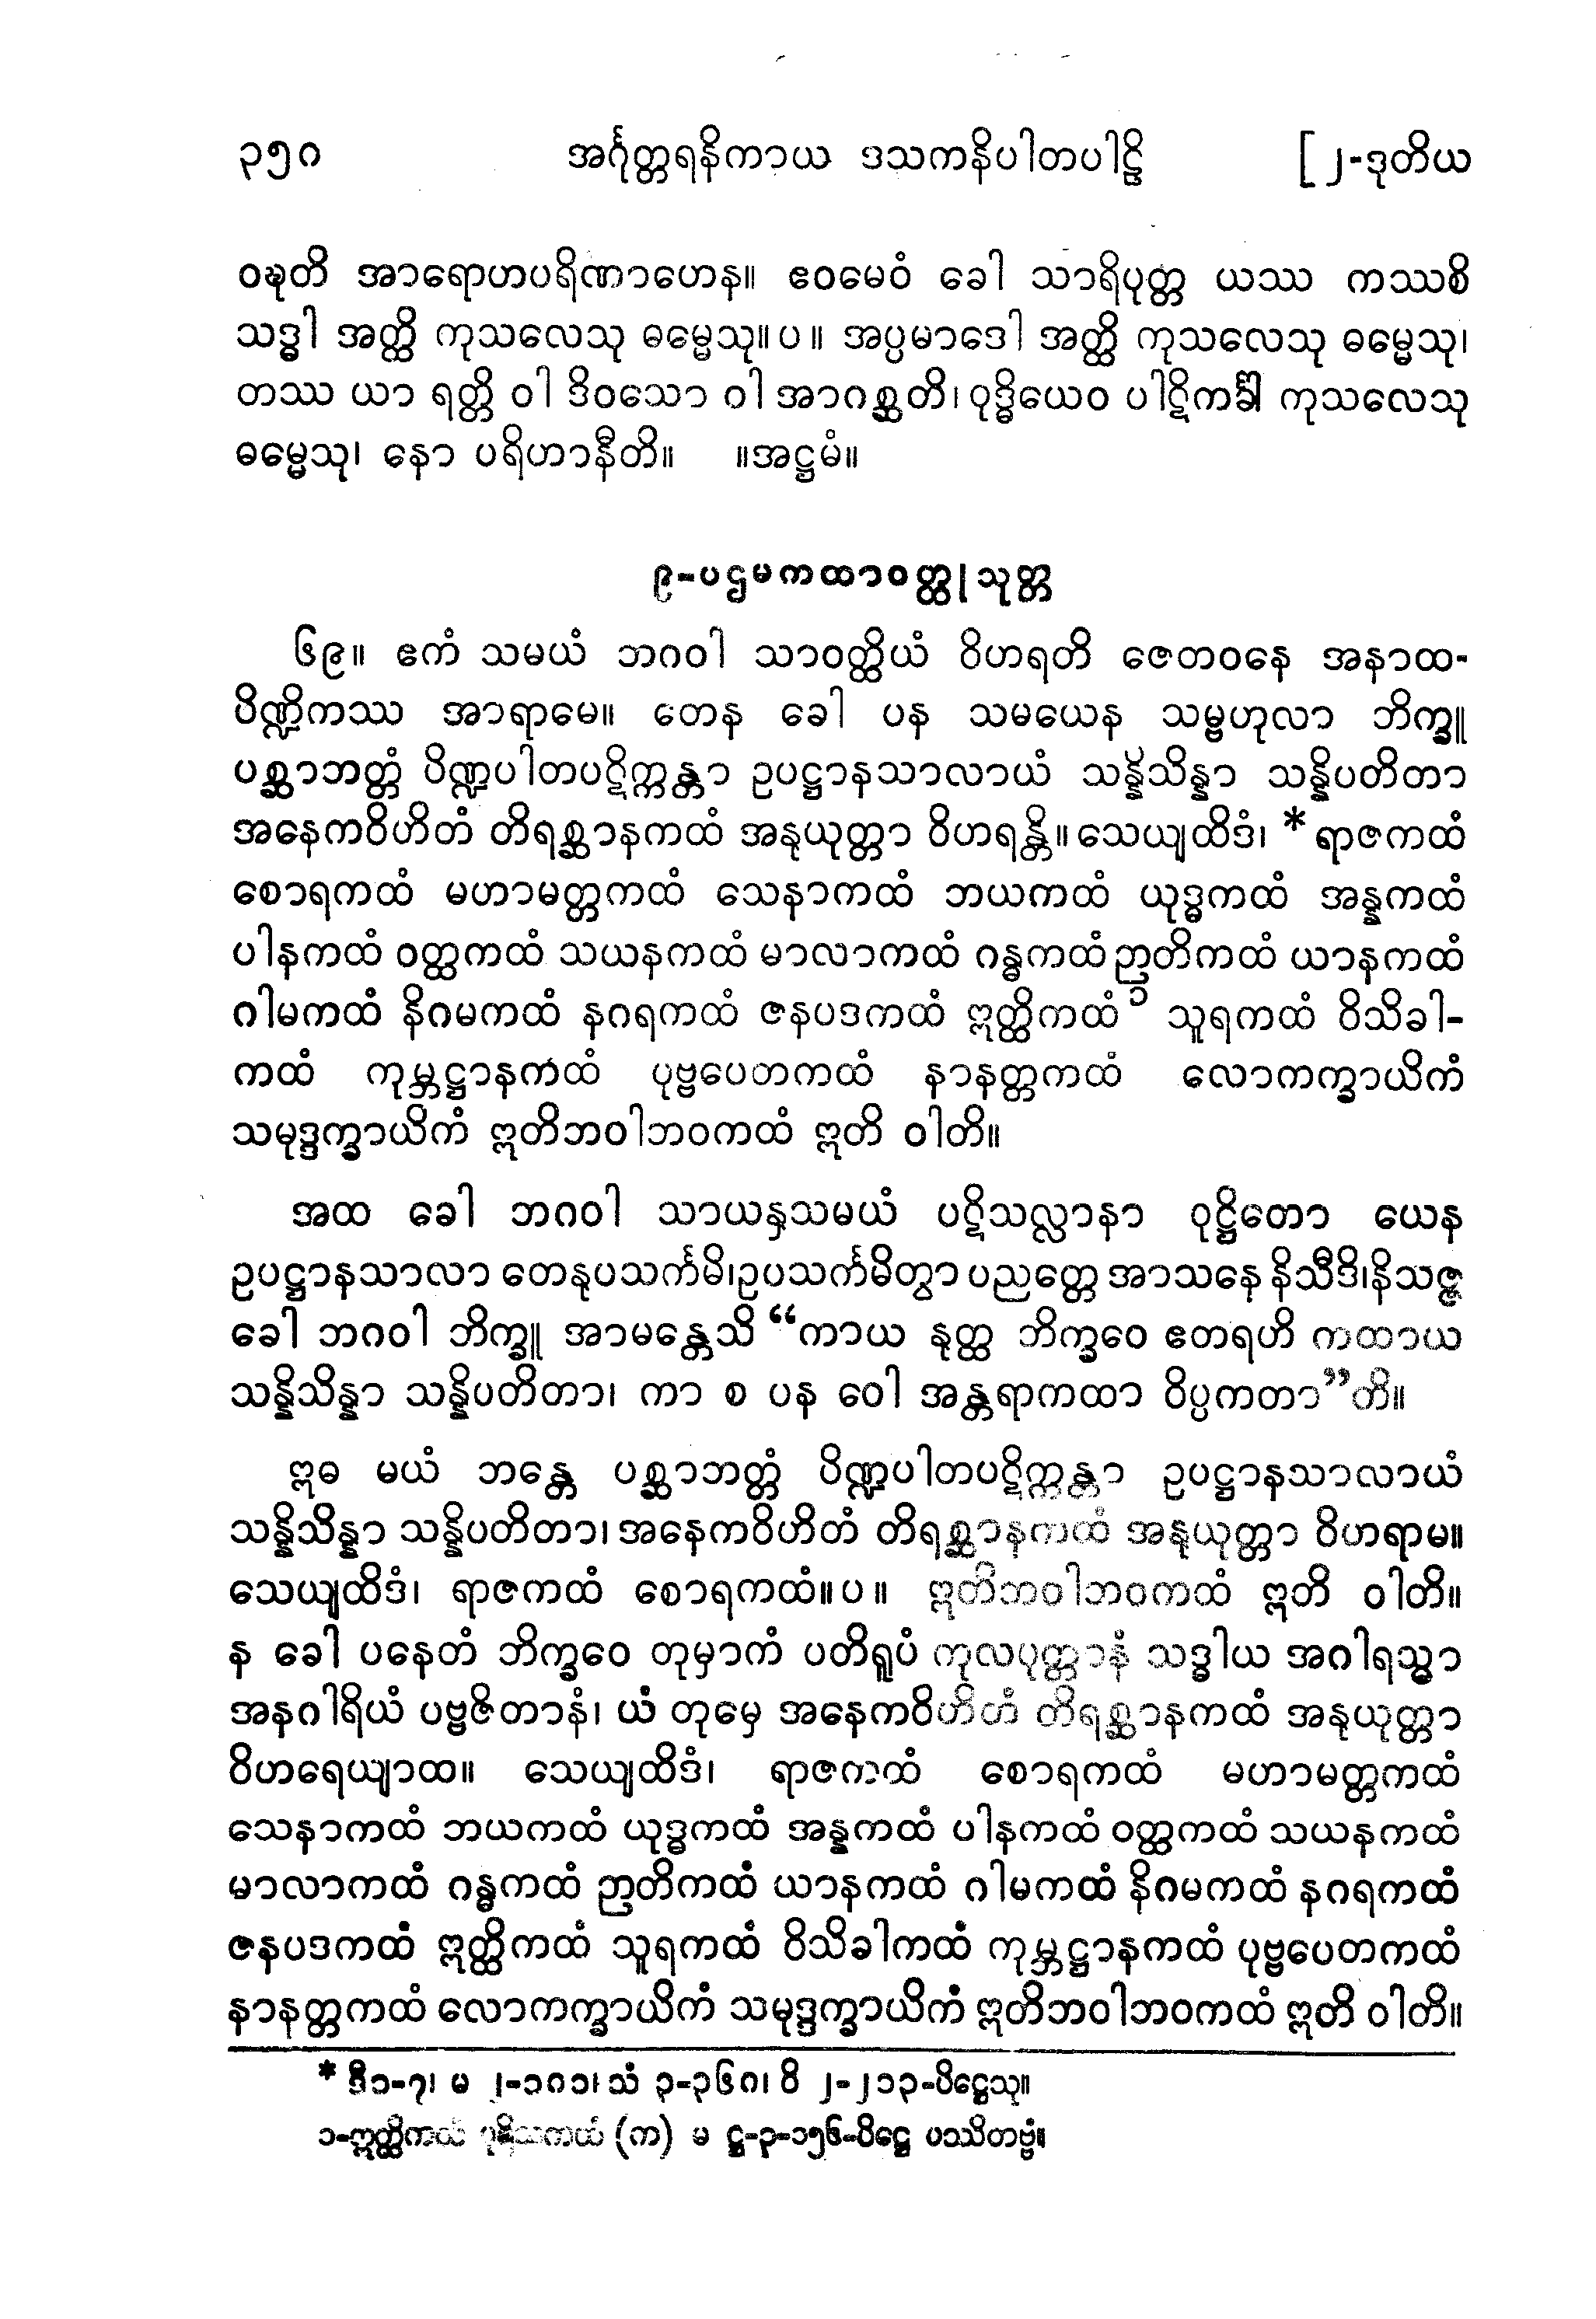 ၃၅၀ အင်္ဂုတ္တရနိကာယ ဒသကနိပါတပါဠိ [၂-ဒုတိယ
ဝဍ္ဎတိ အာရောဟပရိဏာဟေန။ ဧဝမေဝံ ခေါ သာရိပုတ္တ ယဿ ကဿစိ
သဒ္ဓါ အတ္ထိ ကုသလေသု ဓမ္မေသု။ပ။ အပ္ပမာဒေါ အတ္ထိ ကုသလေသု ဓမ္မေသု၊
တဿ ယာ ရတ္တိ ဝါ ဒိဝသော ဝါ အာဂစ္ဆတိ၊ ဝုဒ္ဓိယေဝ ပါဋိကင်္ခါ ကုသလေသု
ဓမ္မေသု၊ နော ပရိဟာနီတိ။ ။အဋ္ဌမံ။
၉-ပဌမကထာဝတ္ထုသုတ္တ
၆၉။ ဧကံ သမယံ ဘဂဝါ သာဝတ္ထိယံ ဝိဟရတိ ဇေတဝနေ အနာထ-
ပိဏ္ဍိကဿ အာရာမေ။ တေန ခေါ ပန သမယေန သမ္ဗဟုလာ ဘိက္ခူ
ပစ္ဆာဘတ္တံ ပိဏ္ဍပါတပဋိက္ကန္တာ ဥပဋ္ဌာနသာလာယံ သန္နိသိန္နာ သန္နိပတိတာ
အနေကဝိဟိတံ တိရစ္ဆာနကထံ အနုယုတ္တာ ဝိဟရန္တိ။ သေယျထိဒံ၊ *ရာဇကထံ
စောရကထံ မဟာမတ္တကထံ သေနာကထံ ဘယကထံ ယုဒ္ဓကထံ အန္နကထံ
ပါနကထံ ဝတ္ထကထံ သယနကထံ မာလာကထံ ဂန္ဓကထံ ဉာတိကထံ ယာနကထံ
ဂါမကထံ နိဂမကထံ နဂရကထံ ဇနပဒကထံ ဣတ္ထိကထံ၁ သူရကထံ ဝိသိခါ-
ကထံ ကုမ္ဘဋ္ဌာနကထံ ပုဗ္ဗပေတကထံ နာနတ္တကထံ လောကက္ခာယိကံ
သမုဒ္ဒက္ခာယိကံ ဣတိဘဝါဘဝကထံ ဣတိ ဝါတိ။
အထ ခေါ ဘဂဝါ သာယနှသမယံ ပဋိသလ္လာနာ ဝုဋ္ဌိတော ယေန
ဥပဋ္ဌာနသာလာ တေနုပသင်္ကမိ၊ဥပသင်္ကမိတွာ ပညတ္တေ အာသနေ နိသီဒိ၊နိသဇ္ဇ
ခေါ ဘဂဝါ ဘိက္ခူ အာမန္တေသိ “ကာယ နုတ္ထ ဘိက္ခဝေ ဧတရဟိ ကထာယ
သန္နိသိန္နာ သန္နိပတိတာ၊ ကာ စ ပန ဝေါ အန္တရာကထာ ဝိပ္ပကတာ”တိ။
ဣဓ မယံ ဘန္တေ ပစ္ဆာဘတ္တံ ပိဏ္ဍပါတပဋိက္ကန္တာ ဥပဋ္ဌာနသာလာယံ
သန္နိသိန္နာ သန္နိပတိတာ၊ အနေကဝိဟိတံ တိရစ္ဆာနကထံ အနုယုတ္တာ ဝိဟရာမ။
သေယျထိဒံ၊ ရာဇကထံ စောရကထံ။ပ။ ဣတိဘဝါဘဝကထံ ဣတိ ဝါတိ။
န ခေါ ပနေတံ ဘိက္ခဝေ တုမှာကံ ပတိရူပံ ကုလပုတ္တာနံ သဒ္ဓါယ အဂါရသ္မာ
အနဂါရိယံ ပဗ္ဗဇိတာနံ၊ ယံ တုမှေ အနေကဝိဟိတံ တိရစ္ဆာနကထံ အနုယုတ္တာ
ဝိဟရေယျာထ။ သေယျထိဒံ၊ ရာဇကထံ စောရကထံ မဟာမတ္တကထံ
သေနာကထံ ဘယကထံ ယုဒ္ဓကထံ အန္နကထံ ပါနကထံ ဝတ္ထကထံ သယနကထံ
မာလာကထံ ဂန္ဓကထံ ဉာတိကထံ ယာနကထံ ဂါမကထံ နိဂမကထံ နဂရကထံ
ဇနပဒကထံ ဣတ္ထိကထံ သူရကထံ ဝိသိခါကထံ ကုမ္ဘဋ္ဌာနကထံ ပုဗ္ဗပေတကထံ
နာနတ္တကထံ လောကက္ခာယိကံ သမုဒ္ဒက္ခာယိကံ ဣတိဘဝါဘဝကထံ ဣတိ ဝါတိ။
* ဒီ၁-၇၊ မ ၂-၁၈၁၊ သံ ၃-၃၆၀၊ ဝိ ၂-၂၁၃-ပိဋ္ဌေသု။
၁-ဣတ္ထိကထံ ပုရိသကထံ (က) မ ဋ္ဌ-၃-၁၅၆-ပိဋ္ဌေ ပဿိတဗ္ဗံ။